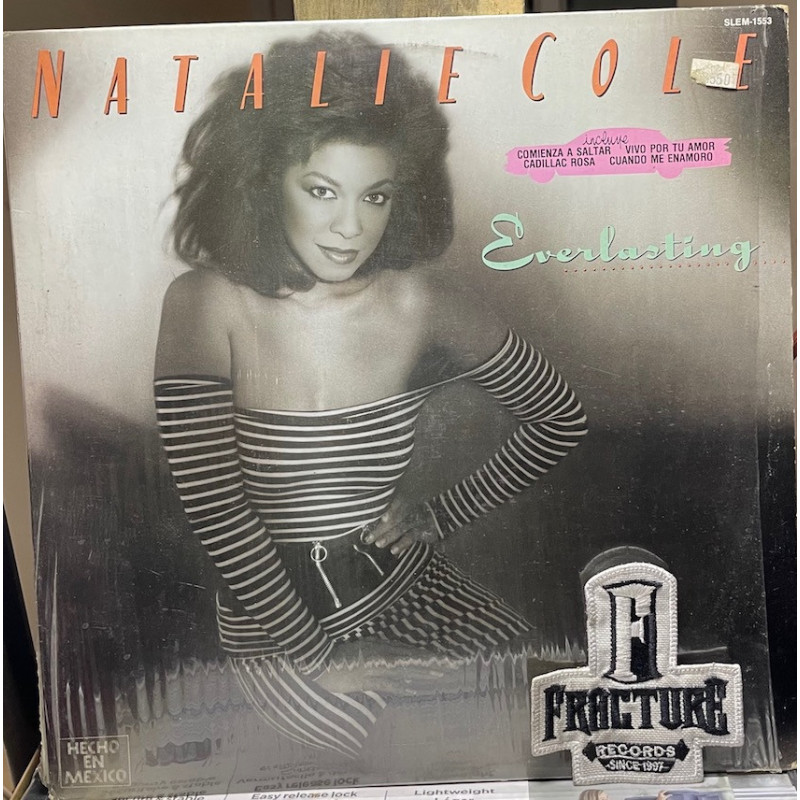 SLEM-1553
NATALIE COLE
incluye
COMIENZA A SALTAR VIVO POR TU AMOR
CADILLAC ROSA CUANDO ME ENAMORO
Everlasting
F
FRACTURE
RECORDS
-SINCE 1997-
HECHO
EN
MEXICO
Easy release lock
Lightweight